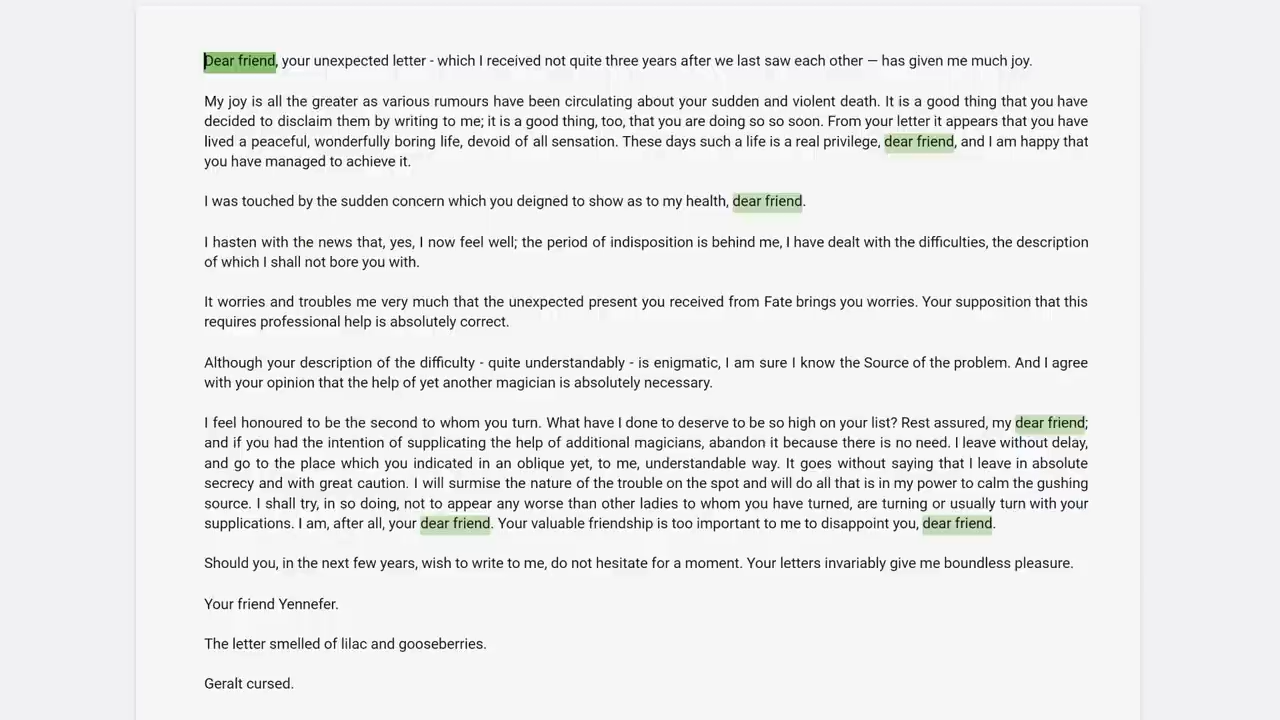 Dear friend, your unexpected letter - which I received not quite three years after we last saw each other — has given me much joy.
My joy is all the greater as various rumours have been circulating about your sudden and violent death. It is a good thing that you have
decided to disclaim them by writing to me; it is a good thing, too, that you are doing so so soon. From your letter it appears that you have
lived a peaceful, wonderfully boring life, devoid of all sensation. These days such a life is a real privilege, dear friend, and I am happy that
you have managed to achieve it.
I was touched by the sudden concern which you deigned to show as to my health, dear friend.
I hasten with the news that, yes, I now feel well; the period of indisposition is behind me, I have dealt with the difficulties, the description
of which I shall not bore you with.
It worries and troubles me very much that the unexpected present you received from Fate brings you worries. Your supposition that this
requires professional help is absolutely correct.
Although your description of the difficulty - quite understandably - is enigmatic, I am sure I know the Source of the problem. And I agree
with your opinion that the help of yet another magician is absolutely necessary.
I feel honoured to be the second to whom you turn. What have I done to deserve to be so high on your list? Rest assured, my dear friend;
and if you had the intention of supplicating the help of additional magicians, abandon it because there is no need. I leave without delay,
and go to the place which you indicated in an oblique yet, to me, understandable way. It goes without saying that I leave in absolute
secrecy and with great caution. I will surmise the nature of the trouble on the spot and will do all that is in my power to calm the gushing
source. I shall try, in so doing, not to appear any worse than other ladies to whom you have turned, are turning or usually turn with your
supplications. I am, after all, your dear friend. Your valuable friendship is too important to me to disappoint you, dear friend.
Should you, in the next few years, wish to write to me, do not hesitate for a moment. Your letters invariably give me boundless pleasure.
Your friend Yennefer.
The letter smelled of lilac and gooseberries.
Geralt cursed.